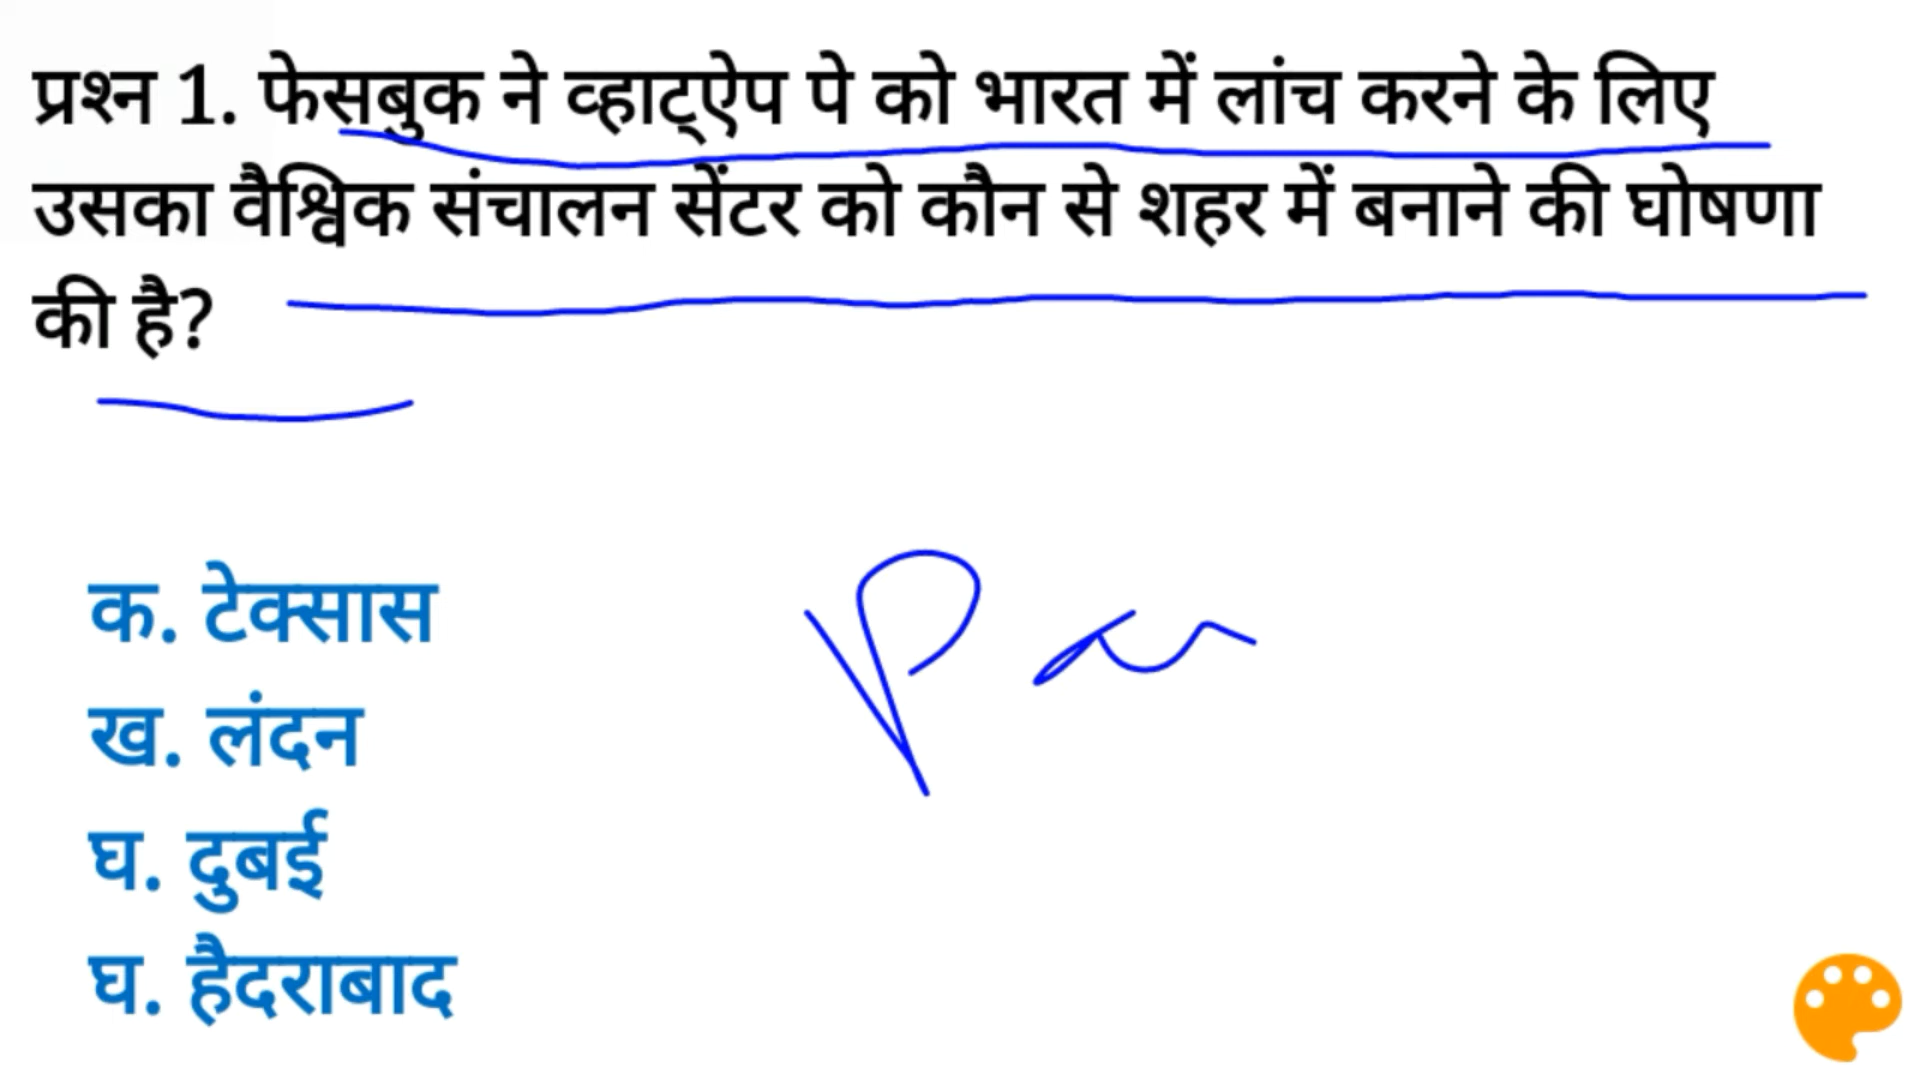 प्रश्न 1. फेसबुक ने व्हाट्ऐप पे को भारत में लांच करने के लिए
उसका वैश्विक संचालन सेंटर को कौन से शहर में बनाने की घोषणा
की है?
क. टेक्सास
ख. लंदन
घ. दुबई
घ. हैदराबाद